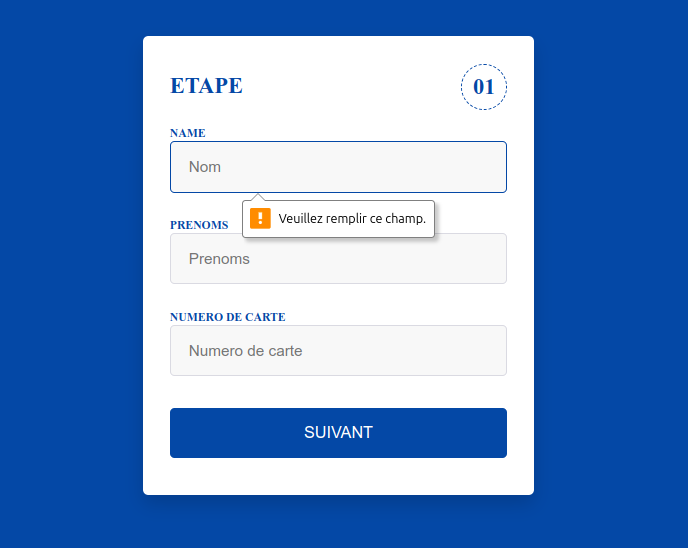 ETAPE
01
NAME
Nom
Veuillez remplir ce champ.
PRENOMS
Prenoms
NUMERO DE CARTE
Numero de carte
SUIVANT